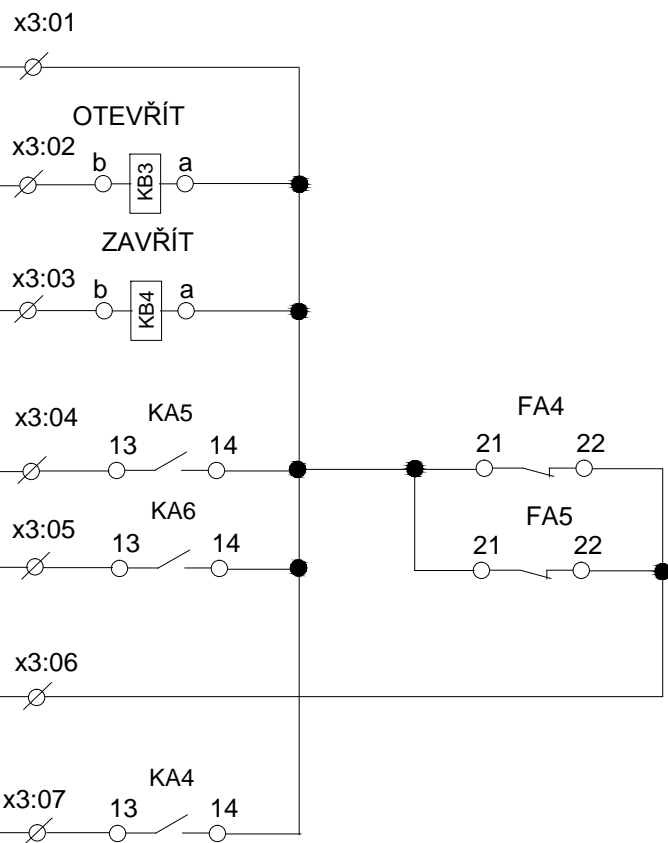 x3:01
OTEVŘÍT
x3:02
b KB3 a
ZAVŘÍT
x3:03
b KB4 a
x3:04 KA5 FA4
13 14 21 22
x3:05 KA6 FA5
13 14 21 22
x3:06
x3:07 KA4
13 14